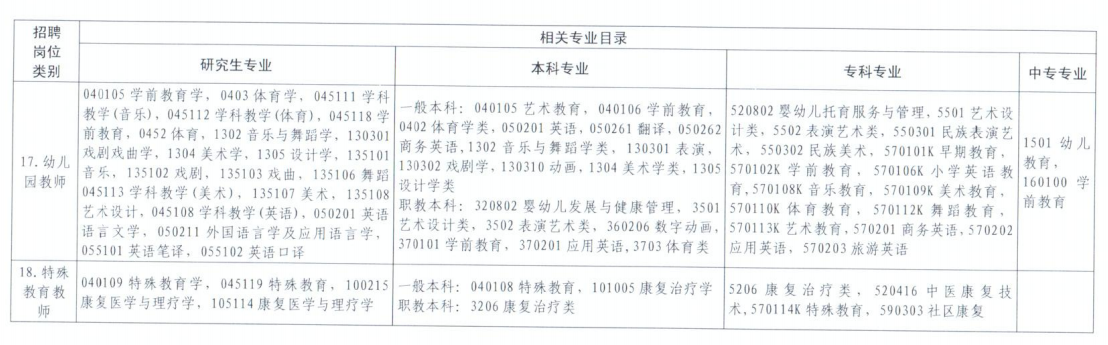 招聘
岗位
类别
相关专业目录
研究生专业
本科专业
专科专业
中专专业
17.幼儿
园教师
040105 学前教育学，0403 体育学，045111 学科
教学(音乐)，045112 学科教学(体育)，045118 学
前教育，0452 体育，1302 音乐与舞蹈学，130301
戏剧戏曲学，1304 美术学，1305 设计学，135101
音乐，135102 戏剧，135103 戏曲，135106 舞蹈
045113 学科教学(美术)，135107 美术，135108
艺术设计，045108 学科教学(英语)，050201 英语
语言文学，050211 外国语言学及应用语言学，
055101 英语笔译，055102 英语口译
一般本科：040105 艺术教育，040106 学前教育，
0402 体育学类，050201 英语，050261 翻译，050262
商务英语，1302 音乐与舞蹈学类，130301 表演，
130302 戏剧学，130310 动画，1304 美术学类，1305
设计学类
职教本科：320802 婴幼儿发展与健康管理，3501
艺术设计类，3502 表演艺术类，360206 数字动画，
370101 学前教育，370201 应用英语，3703 体育类
520802 婴幼儿托育服务与管理，5501 艺术设
计类，5502 表演艺术类，550301 民族表演艺
术，550302 民族美术，570101K 早期教育，
570102K 学前教育，570106K 小学英语教
育，570108K 音乐教育，570109K 美术教育，
570110K 体育教育，570112K 舞蹈教育，
570113K 艺术教育，570201 商务英语，570202
应用英语，570203 旅游英语
1501 幼儿
教育，
160100 学
前教育
18.特殊
教育教
师
040109 特殊教育学，045119 特殊教育，100215
康复医学与理疗学，105114 康复医学与理疗学
一般本科：040108 特殊教育，101005 康复治疗学
职教本科：3206 康复治疗类
5206 康复治疗类，520416 中医康复技
术，570114K 特殊教育，590303 社区康复